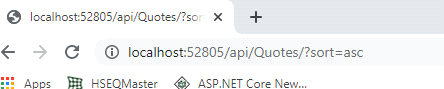 localhost:52805/api/Quotes/?sor
localhost:52805/api/Quotes/?sort=asc
Apps HSEQMaster ASP.NET Core New...